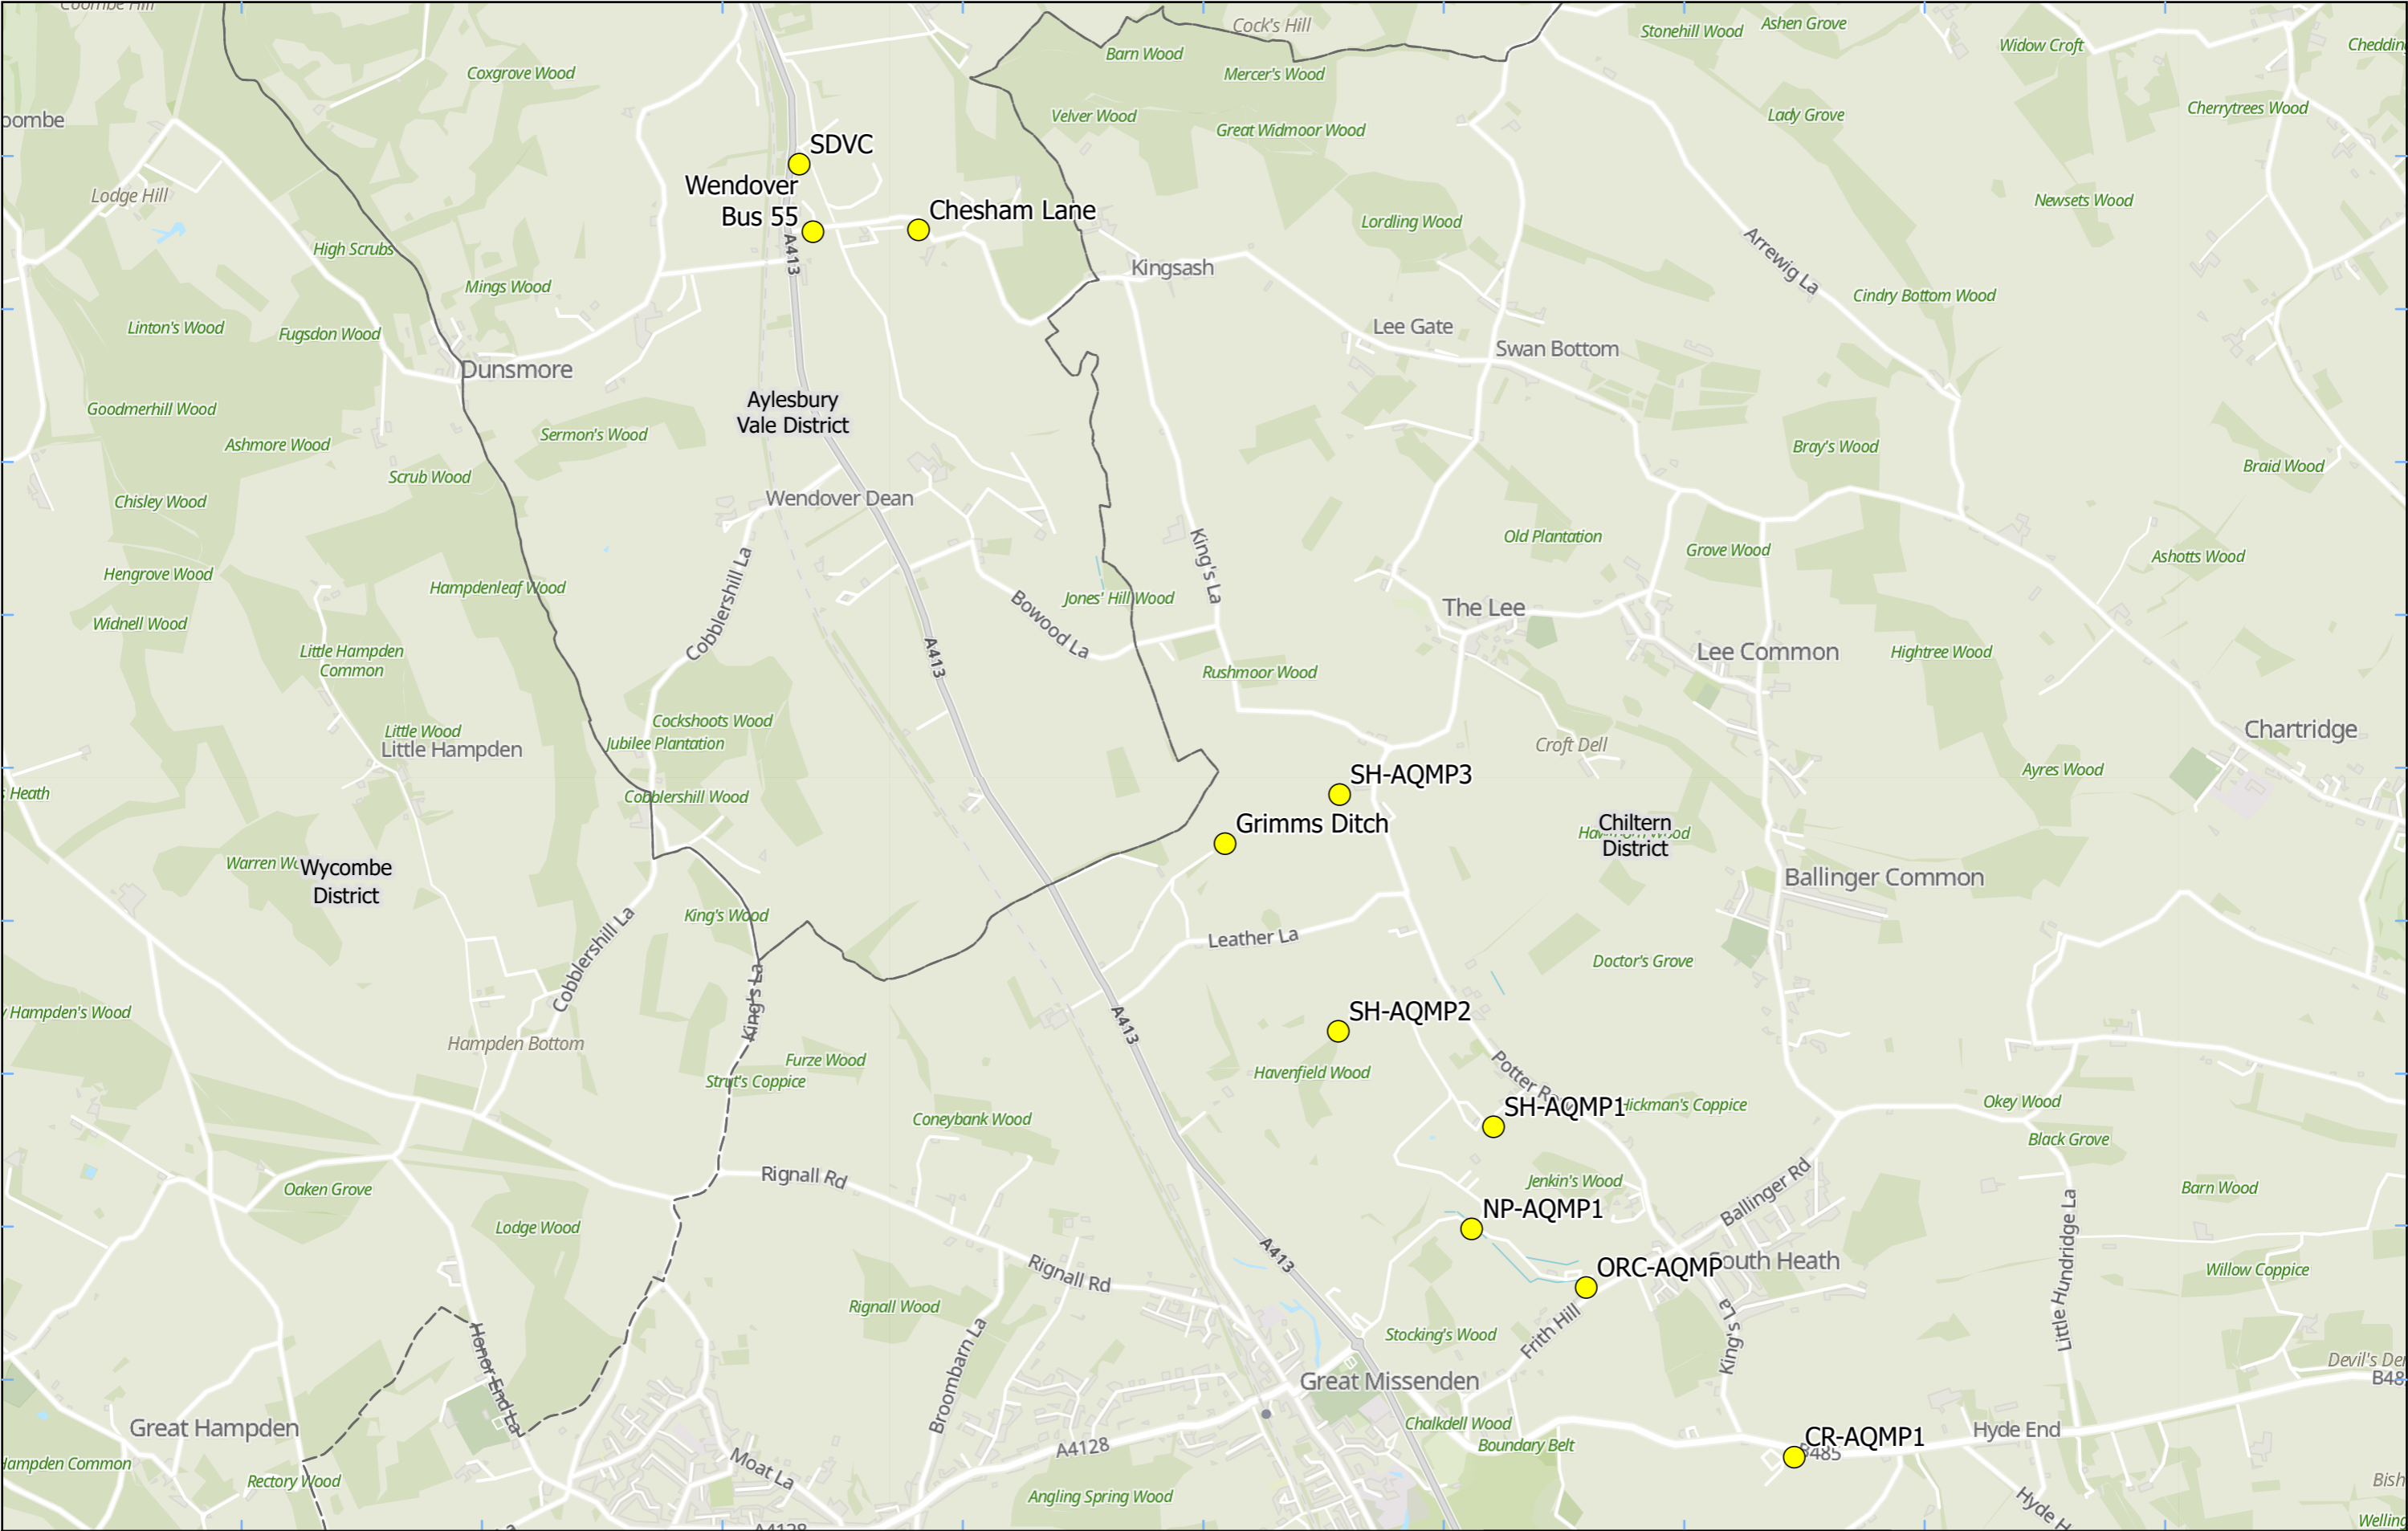 Coombe Hill
Cock's Hill
Stonehill Wood
Ashen Grove
Barn Wood
Widow Croft
Coxgrove Wood
Mercer's Wood
Velver Wood
Lady Grove
Cherrytrees Wood
Great Widmoor Wood
SDVC
Lodge Hill
Wendover
Bus 55
Chesham Lane
Newsets Wood
Lordling Wood
High Scrubs
A413
Arrewig La
Kingsash
Mings Wood
Cindry Bottom Wood
Linton's Wood
Fugsdon Wood
Lee Gate
Swan Bottom
Dunsmore
Aylesbury
Vale District
Goodmerhill Wood
Ashmore Wood
Sermon's Wood
Bray's Wood
Braid Wood
Scrub Wood
Chisley Wood
Wendover Dean
Old Plantation
Grove Wood
Ashotts Wood
King's La
Hengrove Wood
Hampdenleaf Wood
Cobblershill La
Jones' Hill Wood
The Lee
Widnell Wood
Bowood La
Little Hampden
Common
A413
Lee Common
Hightree Wood
Rushmoor Wood
Cockshoots Wood
Little Wood
Jubilee Plantation
Little Hampden
Croft Dell
Chartridge
SH-AQMP3
Ayres Wood
s Heath
Cobblershill Wood
Grimms Ditch
Chiltern
District
Warren
Wycombe
District
Ballinger Common
King's Wood
Cobblershill La
Leather La
Doctor's Grove
King's La
Hampden's Wood
SH-AQMP2
A413
Hampden Bottom
Furze Wood
Havenfield Wood
Strut's Coppice
Potter
SH-AQMP1
Hickman's Coppice
Okey Wood
Coneybank Wood
Black Grove
Rignall Rd
Jenkin's Wood
Ballinger Rd
Barn Wood
Oaken Grove
Lodge Wood
NP-AQMP1
Little Hundridge La
A413
ORC-AQMP
South Heath
Rignall Rd
Willow Coppice
Rignall Wood
Stocking's Wood
Frith Hill
King's La
Honor End La
Broombarn La
Great Missenden
B48
Great Hampden
Chalkdell Wood
Boundary Belt
Hyde End
CR-AQMP1
B485
A4128
Hampden Common
Rectory Wood
Moat La
Angling Spring Wood
Hyde H
A4128